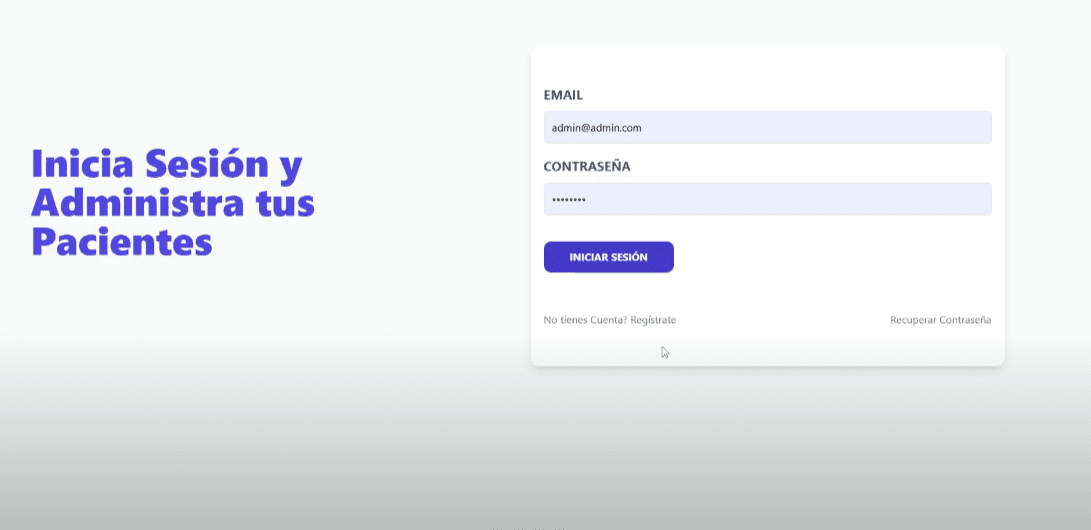 Inicia Sesión y
Administra tus
Pacientes
EMAIL
admin@admin.com
CONTRASEÑA
••••••••
INICIAR SESIÓN
No tienes Cuenta? Regístrate
Recuperar Contraseña